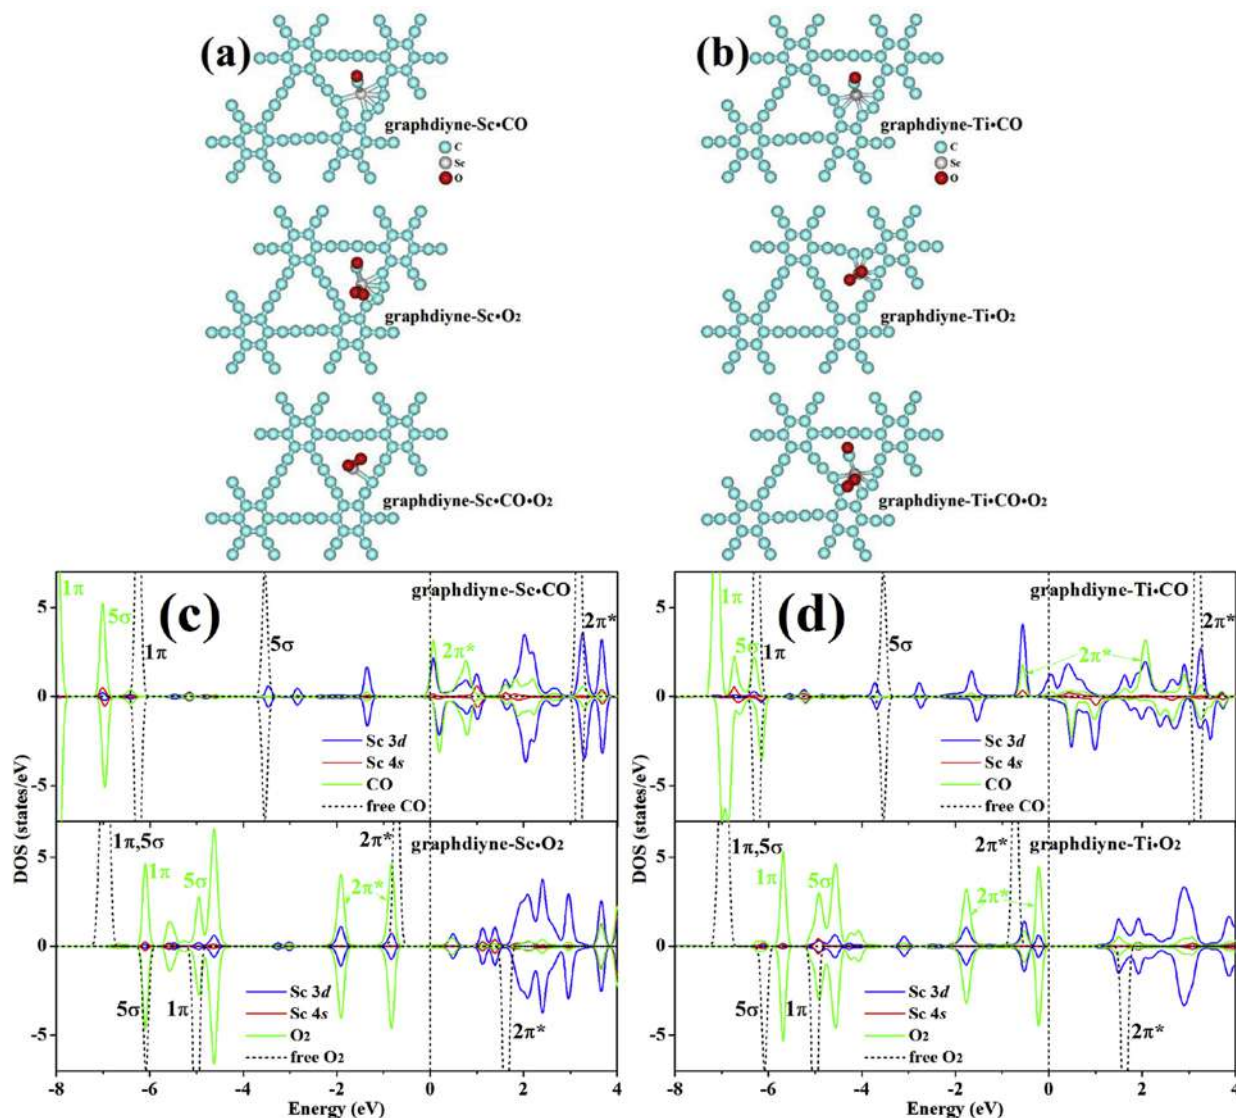 (a)
graphdiyne-Sc•CO
C
Sc
O
graphdiyne-Sc•O2
graphdiyne-Sc•CO•O2
(b)
graphdiyne-Ti•CO
C
Sc
O
graphdiyne-Ti•O2
graphdiyne-Ti•CO•O2
DOS (states/eV)
(c)
graphdiyne-Sc•CO
1π
5σ
1π
5σ
2π*
2π*
5
0
-5
Sc 3d
Sc 4s
CO
free CO
graphdiyne-Sc•O2
1π,5σ
1π
5σ
2π*
2π*
5σ
1π
2π*
5
0
-5
Sc 3d
Sc 4s
O2
free O2
-8 -6 -4 -2 0 2 4
Energy (eV)
DOS (states/eV)
(d)
graphdiyne-Ti•CO
1π
5σ
1π
5σ
2π*
2π*
5
0
-5
Sc 3d
Sc 4s
CO
free CO
graphdiyne-Ti•O2
1π,5σ
1π
5σ
2π*
2π*
5σ
1π
2π*
5
0
-5
Sc 3d
Sc 4s
O2
free O2
-8 -6 -4 -2 0 2 4
Energy (eV)